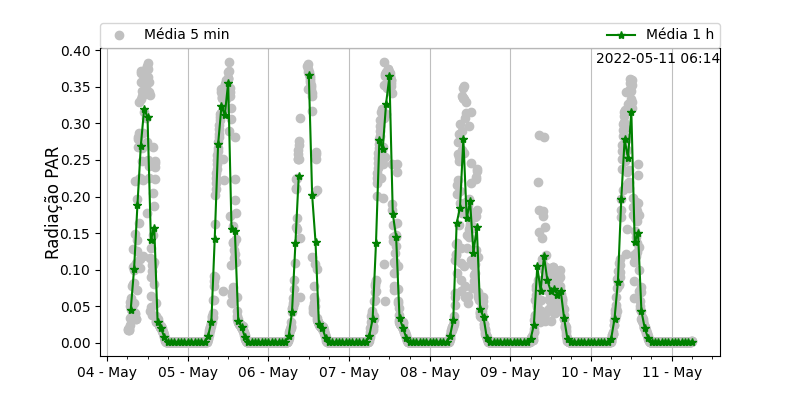 Média 5 min
Média 1 h
2022-05-11 06:14
Radiação PAR
0.40
0.35
0.30
0.25
0.20
0.15
0.10
0.05
0.00
04 - May
05 - May
06 - May
07 - May
08 - May
09 - May
10 - May
11 - May